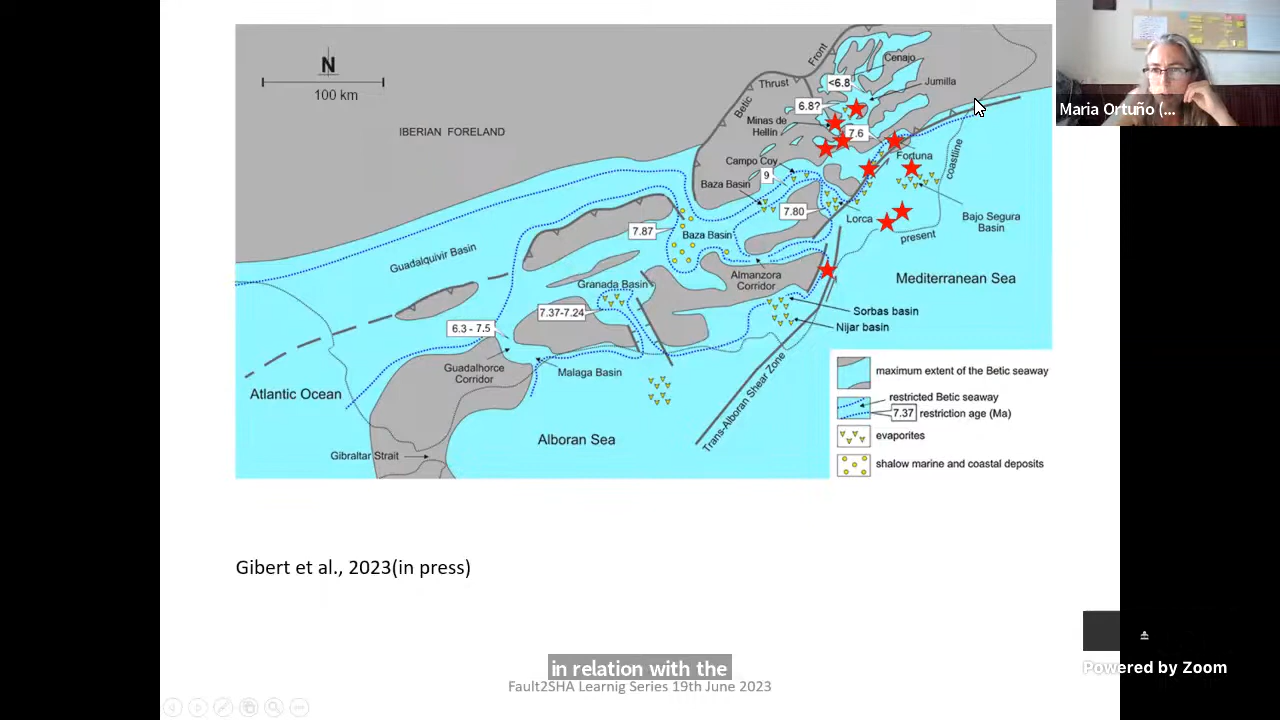 N
100 km
IBERIAN FORELAND
Betic Thrust Front
Cenajo
<6.8
Jumilla
6.8?
Minas de
Hellin
7.6
Fortuna
Campo Coy
9
Baza Basin
7.80
Lorca
coastline
present
Bajo Segura
Basin
7.87
Baza Basin
Guadalquivir Basin
Almanzora
Corridor
Mediterranean Sea
Granada Basin
7.37-7.24
Sorbas basin
Nijar basin
6.3 - 7.5
Guadalhorce
Corridor
Malaga Basin
Atlantic Ocean
Alboran Sea
Trans-Alboran Shear Zone
Gibraltar Strait
maximum extent of the Betic seaway
restricted Betic seaway
7.37 restriction age (Ma)
evaporites
shalow marine and coastal deposits
Maria Ortuño (...
Gibert et al., 2023(in press)
in relation with the
Fault2SHA Learnig Series 19th June 2023
Powered by Zoom